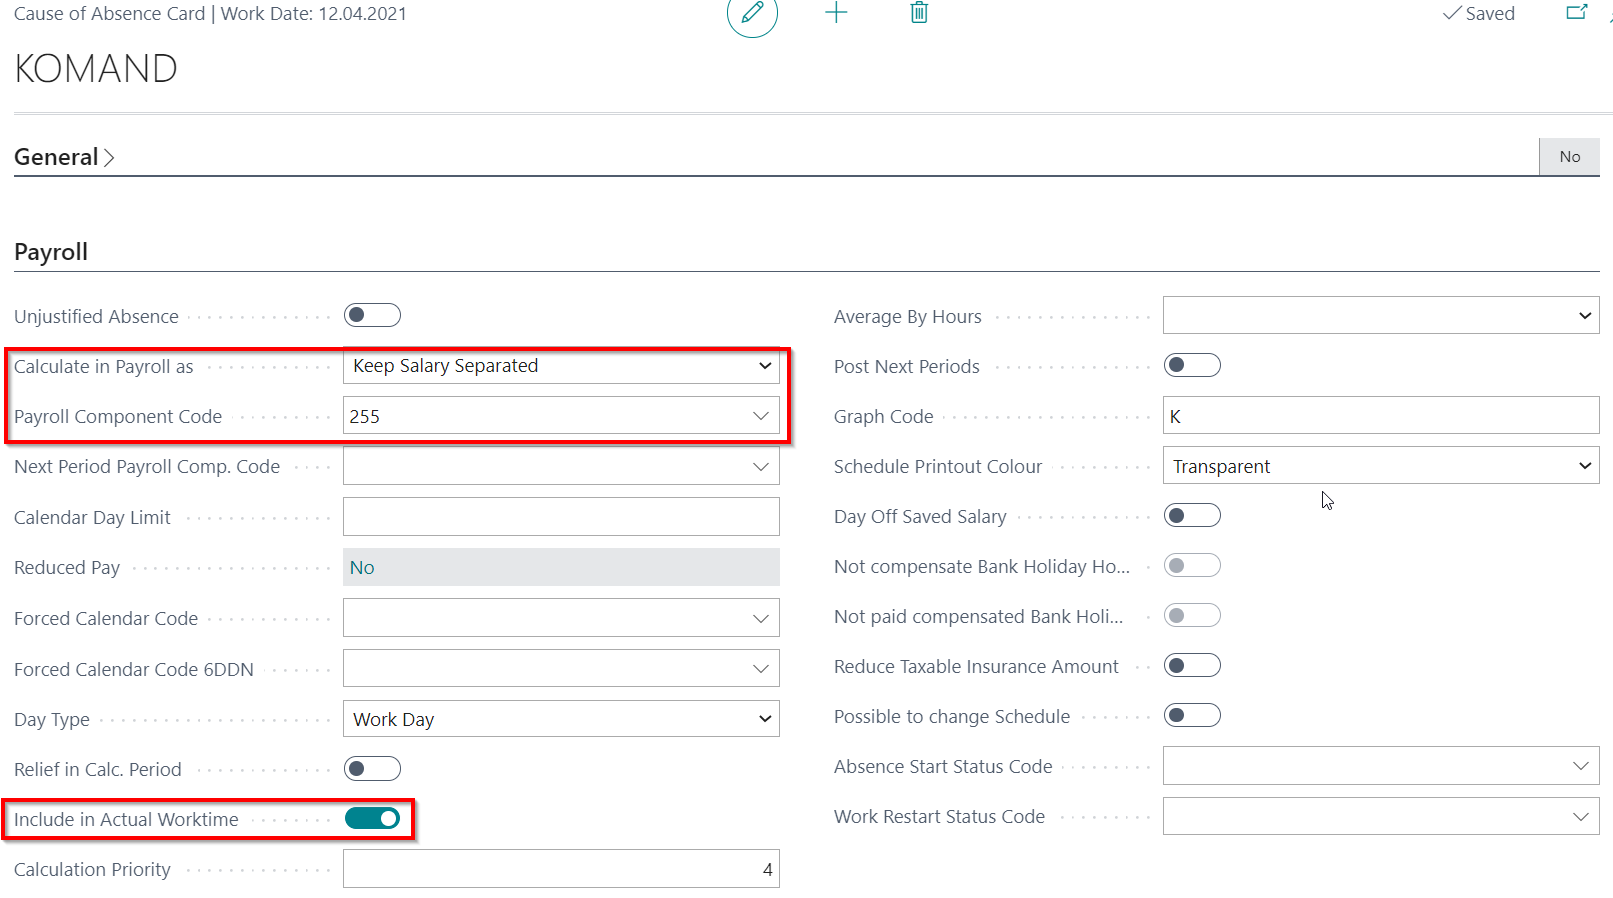 Cause of Absence Card | Work Date: 12.04.2021
Saved
KOMAND
General
No
Payroll
Unjustified Absence
Calculate in Payroll as
Keep Salary Separated
Payroll Component Code
255
Next Period Payroll Comp. Code
Calendar Day Limit
Reduced Pay
No
Forced Calendar Code
Forced Calendar Code 6DDN
Day Type
Work Day
Relief in Calc. Period
Include in Actual Worktime
Calculation Priority
4
Average By Hours
Post Next Periods
Graph Code
K
Schedule Printout Colour
Transparent
Day Off Saved Salary
Not compensate Bank Holiday Ho...
Not paid compensated Bank Holi...
Reduce Taxable Insurance Amount
Possible to change Schedule
Absence Start Status Code
Work Restart Status Code